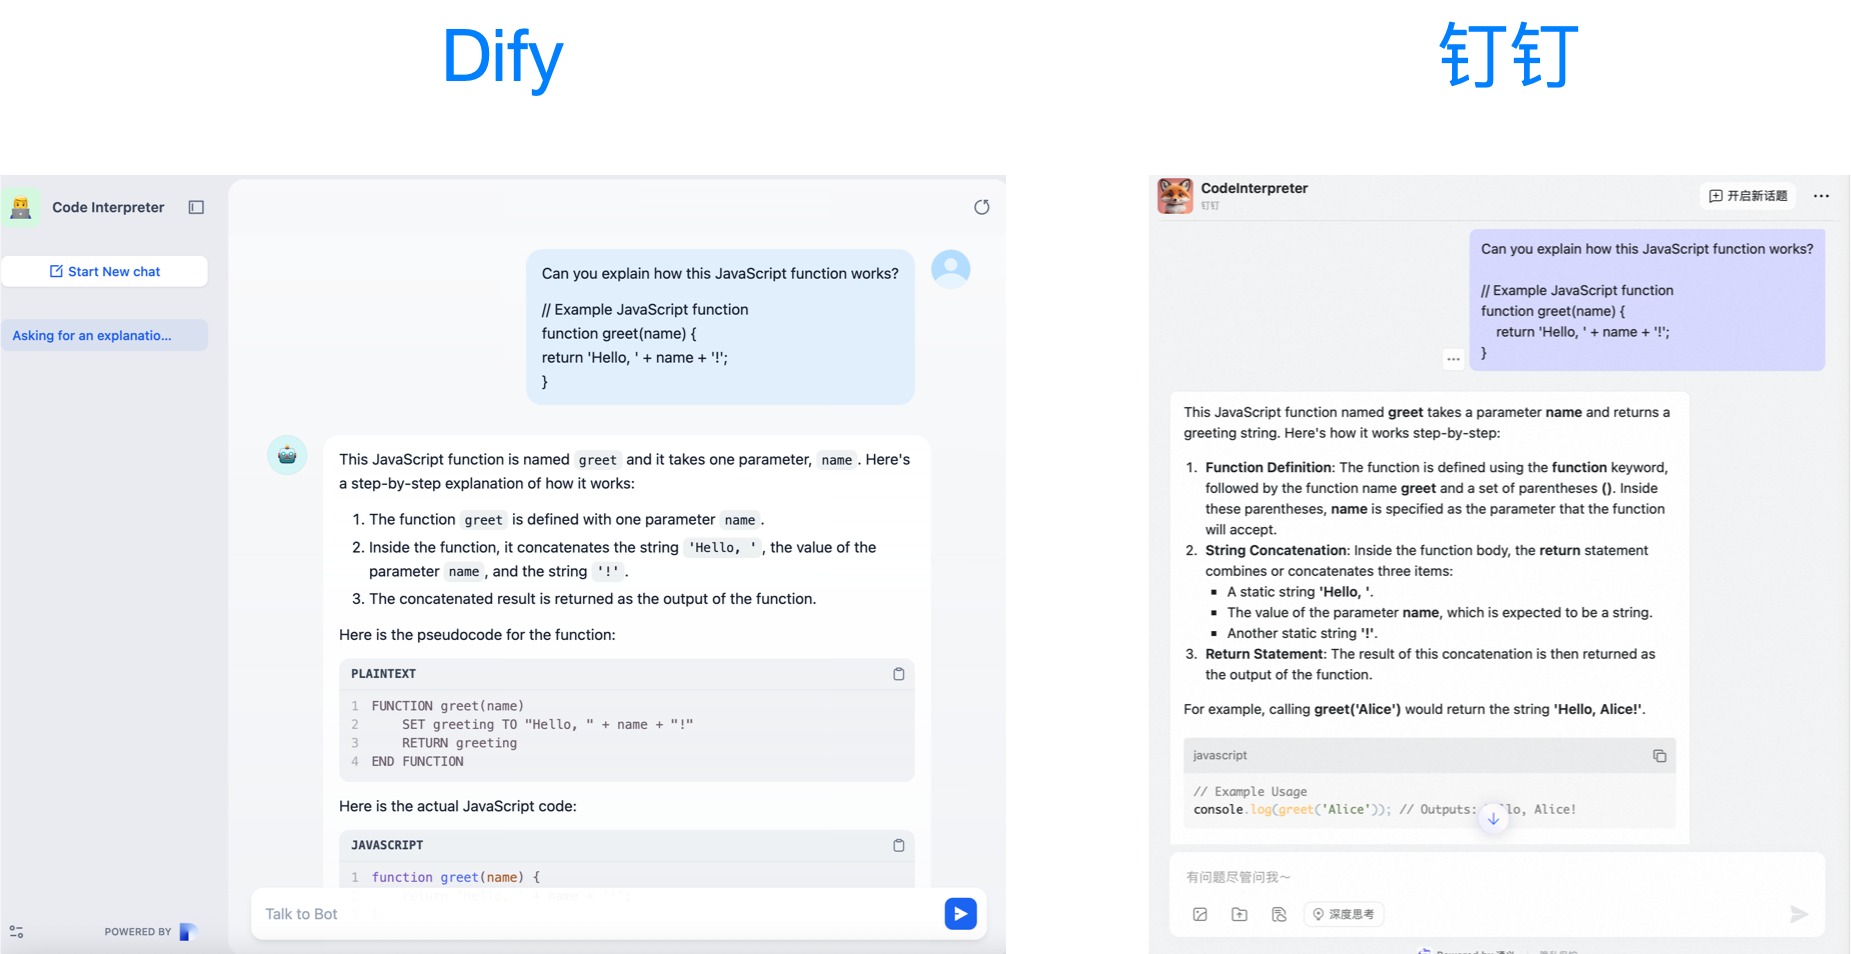 Dify
钉钉
Code Interpreter
Start New chat
Asking for an explanatio...
POWERED BY
Can you explain how this JavaScript function works?
// Example JavaScript function
function greet(name) {
return 'Hello, ' + name + '!';
}
This JavaScript function is named greet and it takes one parameter, name . Here's
a step-by-step explanation of how it works:
1. The function greet is defined with one parameter name .
2. Inside the function, it concatenates the string 'Hello, ' , the value of the
parameter name , and the string '!' .
3. The concatenated result is returned as the output of the function.
Here is the pseudocode for the function:
PLAINTEXT
1 FUNCTION greet(name)
2 SET greeting TO "Hello, " + name + "!"
3 RETURN greeting
4 END FUNCTION
Here is the actual JavaScript code:
JAVASCRIPT
1 function greet(name) {
Talk to Bot
CodeInterpreter
钉钉
开启新话题
Can you explain how this JavaScript function works?
// Example JavaScript function
function greet(name) {
return 'Hello, ' + name + '!';
}
This JavaScript function named greet takes a parameter name and returns a
greeting string. Here's how it works step-by-step:
1. Function Definition: The function is defined using the function keyword,
followed by the function name greet and a set of parentheses (). Inside
these parentheses, name is specified as the parameter that the function
will accept.
2. String Concatenation: Inside the function body, the return statement
combines or concatenates three items:
▪ A static string 'Hello, '.
▪ The value of the parameter name, which is expected to be a string.
▪ Another static string '!'.
3. Return Statement: The result of this concatenation is then returned as
the output of the function.
For example, calling greet('Alice') would return the string 'Hello, Alice!'.
javascript
// Example Usage
console.log(greet('Alice')); // Outputs: lo, Alice!
有问题尽管问我~
深度思考